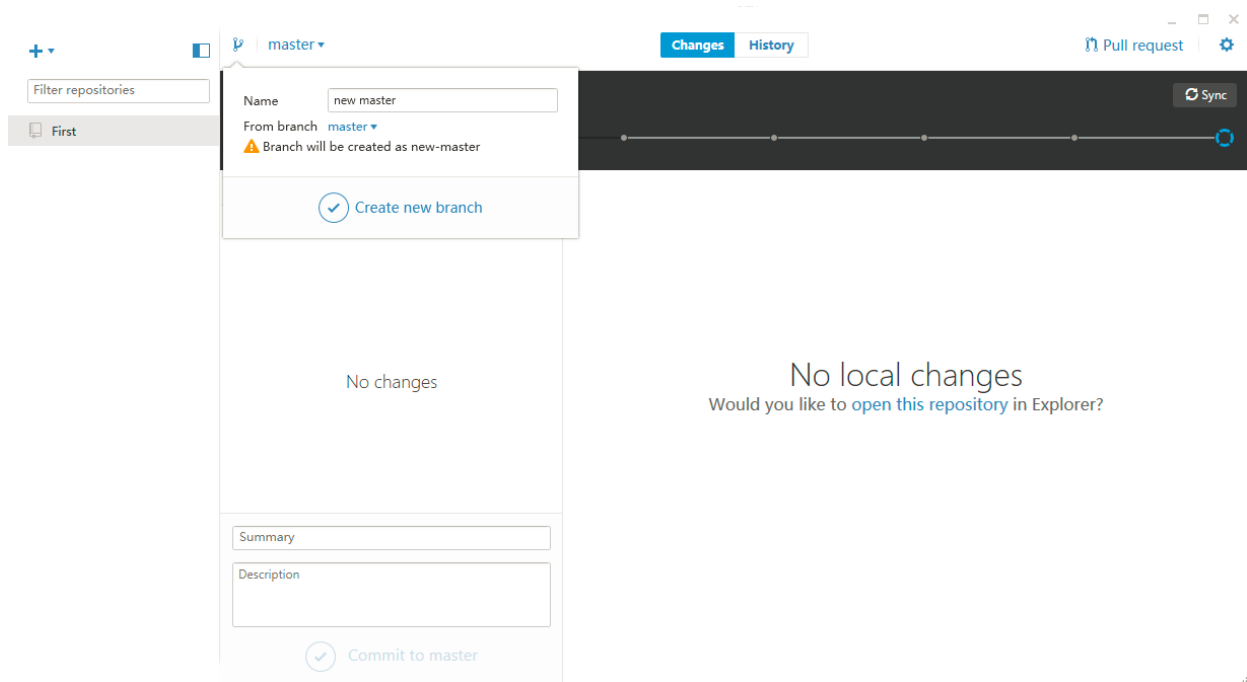 master
Changes
History
Pull request
Filter repositories
Sync
First
Name
new master
From branch master
Branch will be created as new-master
Create new branch
No changes
No local changes
Would you like to open this repository in Explorer?
Summary
Description
Commit to master